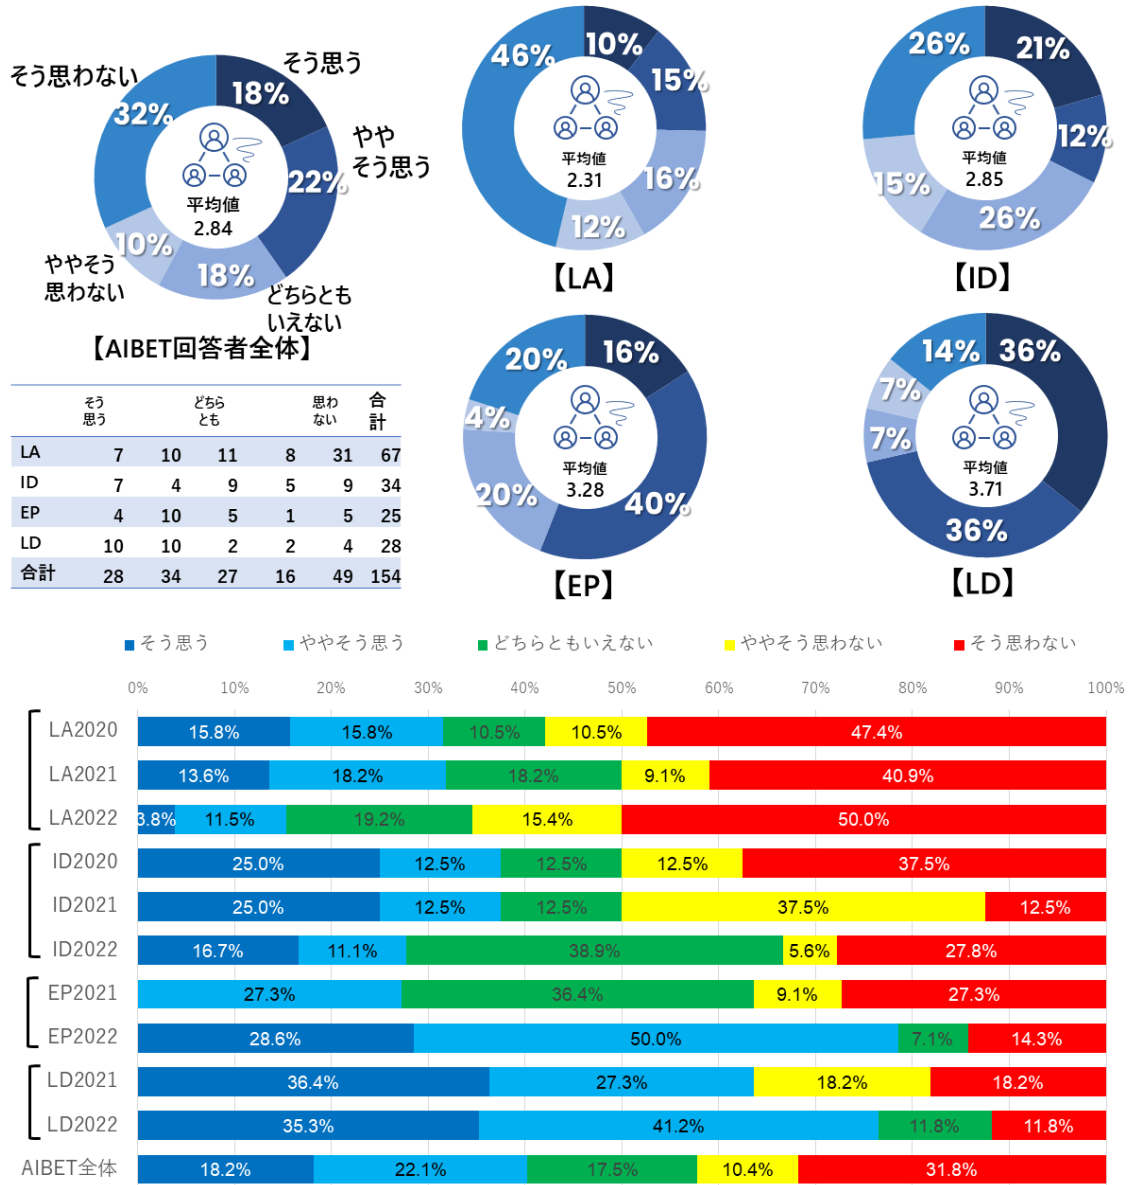 そう思わない
そう思う
32%
18%
やや
そう思う
22%
平均値
2.84
10%
18%
ややそう
思わない
どちらとも
いえない
【AIBET回答者全体】
46%
10%
15%
平均値
2.31
16%
12%
【LA】
26%
21%
12%
平均値
2.85
15%
26%
【ID】
20%
16%
4%
平均値
3.28
20%
40%
【EP】
14%
36%
7%
7%
平均値
3.71
36%
【LD】
そう
思う
どちら
とも
思わ
ない
合
計
LA 7 10 11 8 31 67
ID 7 4 9 5 9 34
EP 4 10 5 1 5 25
LD 10 10 2 2 4 28
合計 28 34 27 16 49 154
そう思う ややそう思う どちらともいえない ややそう思わない そう思わない
0% 10% 20% 30% 40% 50% 60% 70% 80% 90% 100%
LA2020 15.8% 15.8% 10.5% 10.5% 47.4%
LA2021 13.6% 18.2% 18.2% 9.1% 40.9%
LA2022 3.8% 11.5% 19.2% 15.4% 50.0%
ID2020 25.0% 12.5% 12.5% 12.5% 37.5%
ID2021 25.0% 12.5% 12.5% 37.5% 12.5%
ID2022 16.7% 11.1% 38.9% 5.6% 27.8%
EP2021 27.3% 36.4% 9.1% 27.3%
EP2022 28.6% 50.0% 7.1% 14.3%
LD2021 36.4% 27.3% 18.2% 18.2%
LD2022 35.3% 41.2% 11.8% 11.8%
AIBET全体 18.2% 22.1% 17.5% 10.4% 31.8%